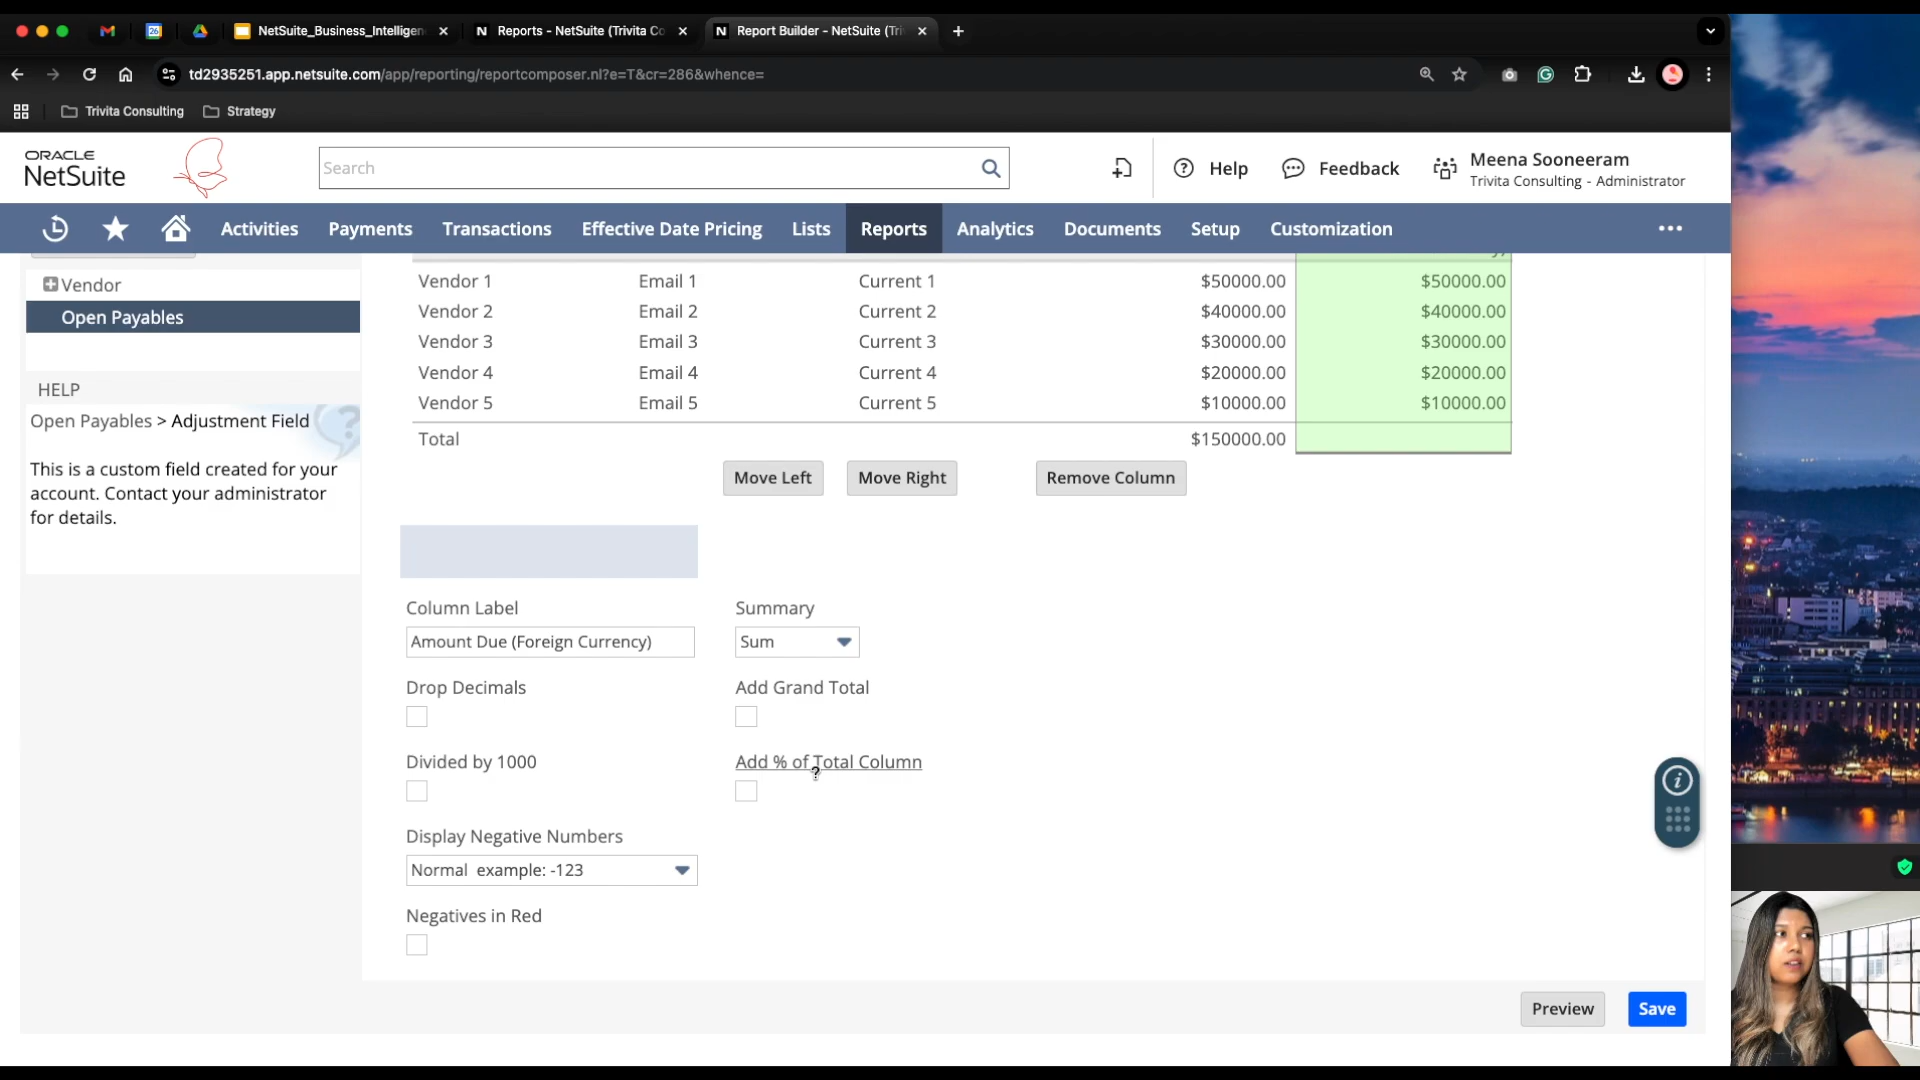 NetSuite_Business_Intelligen
Reports - NetSuite (Trivita Co
Report Builder - NetSuite (Tri
td2935251.app.netsuite.com/app/reporting/reportcomposer.nl?e=T&cr=286&whence=
Trivita Consulting
Strategy
ORACLE
NetSuite
Search
Help
Feedback
Meena Sooneeram
Trivita Consulting - Administrator
Activities
Payments
Transactions
Effective Date Pricing
Lists
Reports
Analytics
Documents
Setup
Customization
Vendor
Open Payables
HELP
Open Payables > Adjustment Field
This is a custom field created for your
account. Contact your administrator
for details.
Vendor 1 Email 1 Current 1 $50000.00 $50000.00
Vendor 2 Email 2 Current 2 $40000.00 $40000.00
Vendor 3 Email 3 Current 3 $30000.00 $30000.00
Vendor 4 Email 4 Current 4 $20000.00 $20000.00
Vendor 5 Email 5 Current 5 $10000.00 $10000.00
Total $150000.00
Move Left
Move Right
Remove Column
Column Label
Summary
Amount Due (Foreign Currency)
Sum
Drop Decimals
Add Grand Total
Divided by 1000
Add % of Total Column
Display Negative Numbers
Normal example: -123
Negatives in Red
Preview
Save